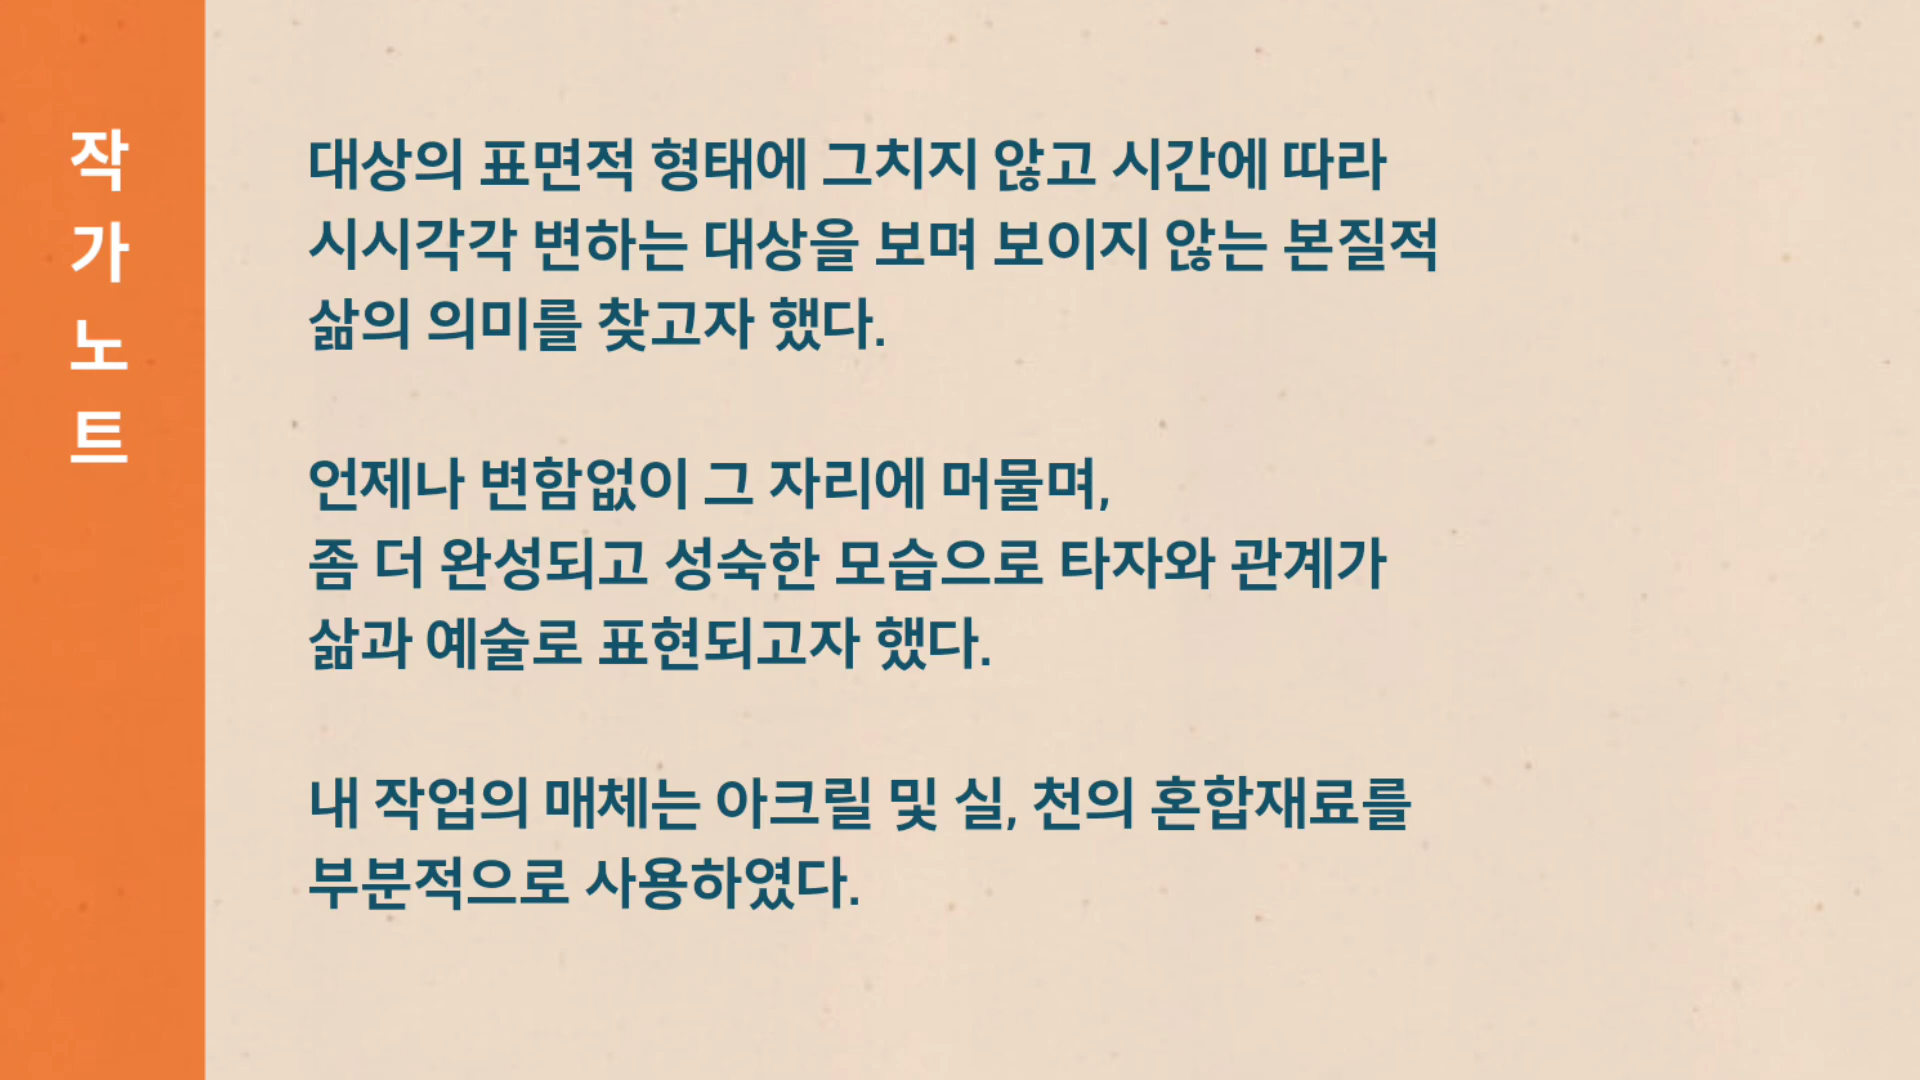 작가노트
대상의 표면적 형태에 그치지 않고 시간에 따라
시시각각 변하는 대상을 보며 보이지 않는 본질적
삶의 의미를 찾고자 했다.
언제나 변함없이 그 자리에 머물며,
좀 더 완성되고 성숙한 모습으로 타자와 관계가
삶과 예술로 표현되고자 했다.
내 작업의 매체는 아크릴 및 실, 천의 혼합재료를
부분적으로 사용하였다.